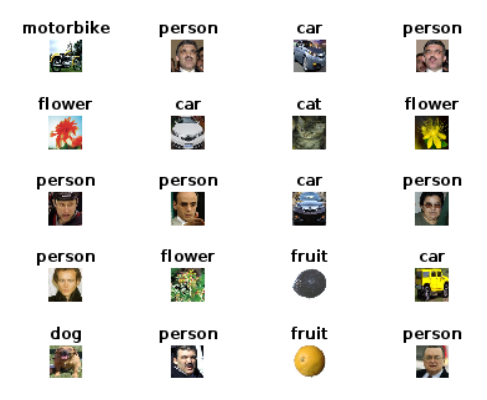 motorbike person car person
flower car cat flower
person person car person
person flower fruit car
dog person fruit person